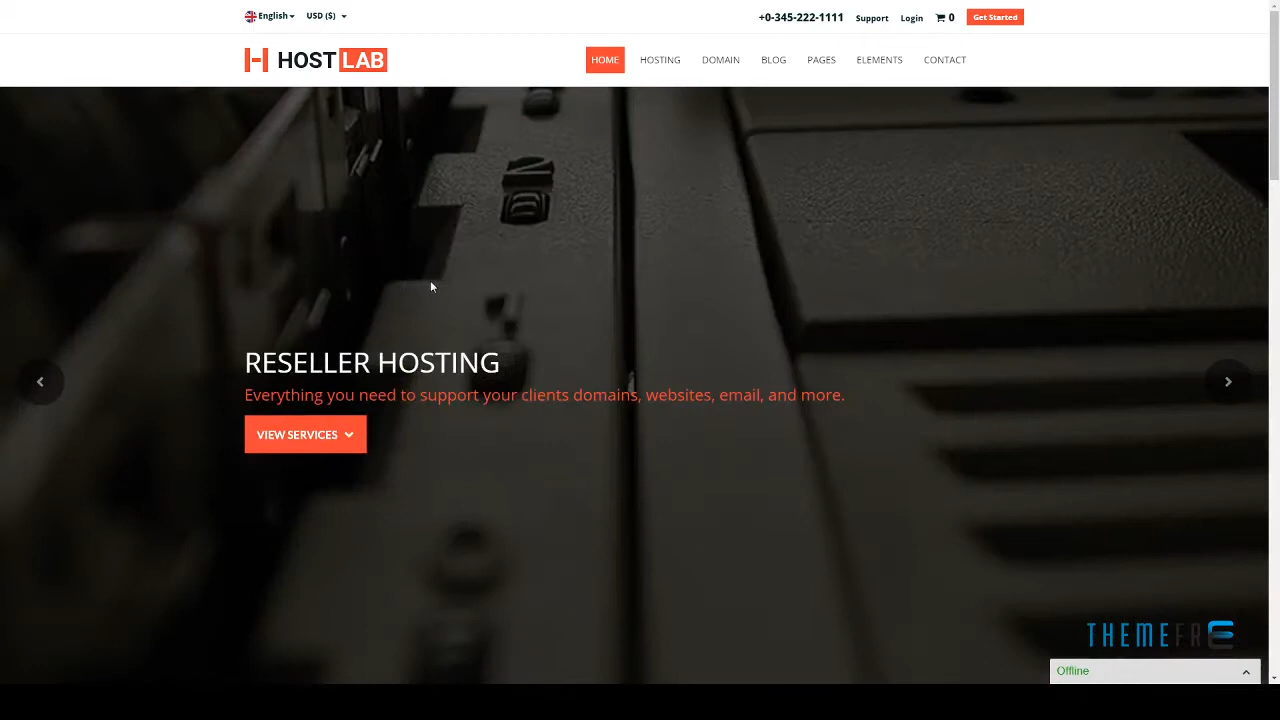 English USD ($) +0-345-222-1111 Support Login 0 Get Started
HOST LAB HOME HOSTING DOMAIN BLOG PAGES ELEMENTS CONTACT
RESELLER HOSTING
Everything you need to support your clients domains, websites, email, and more.
VIEW SERVICES
THEMEFRE
Offline